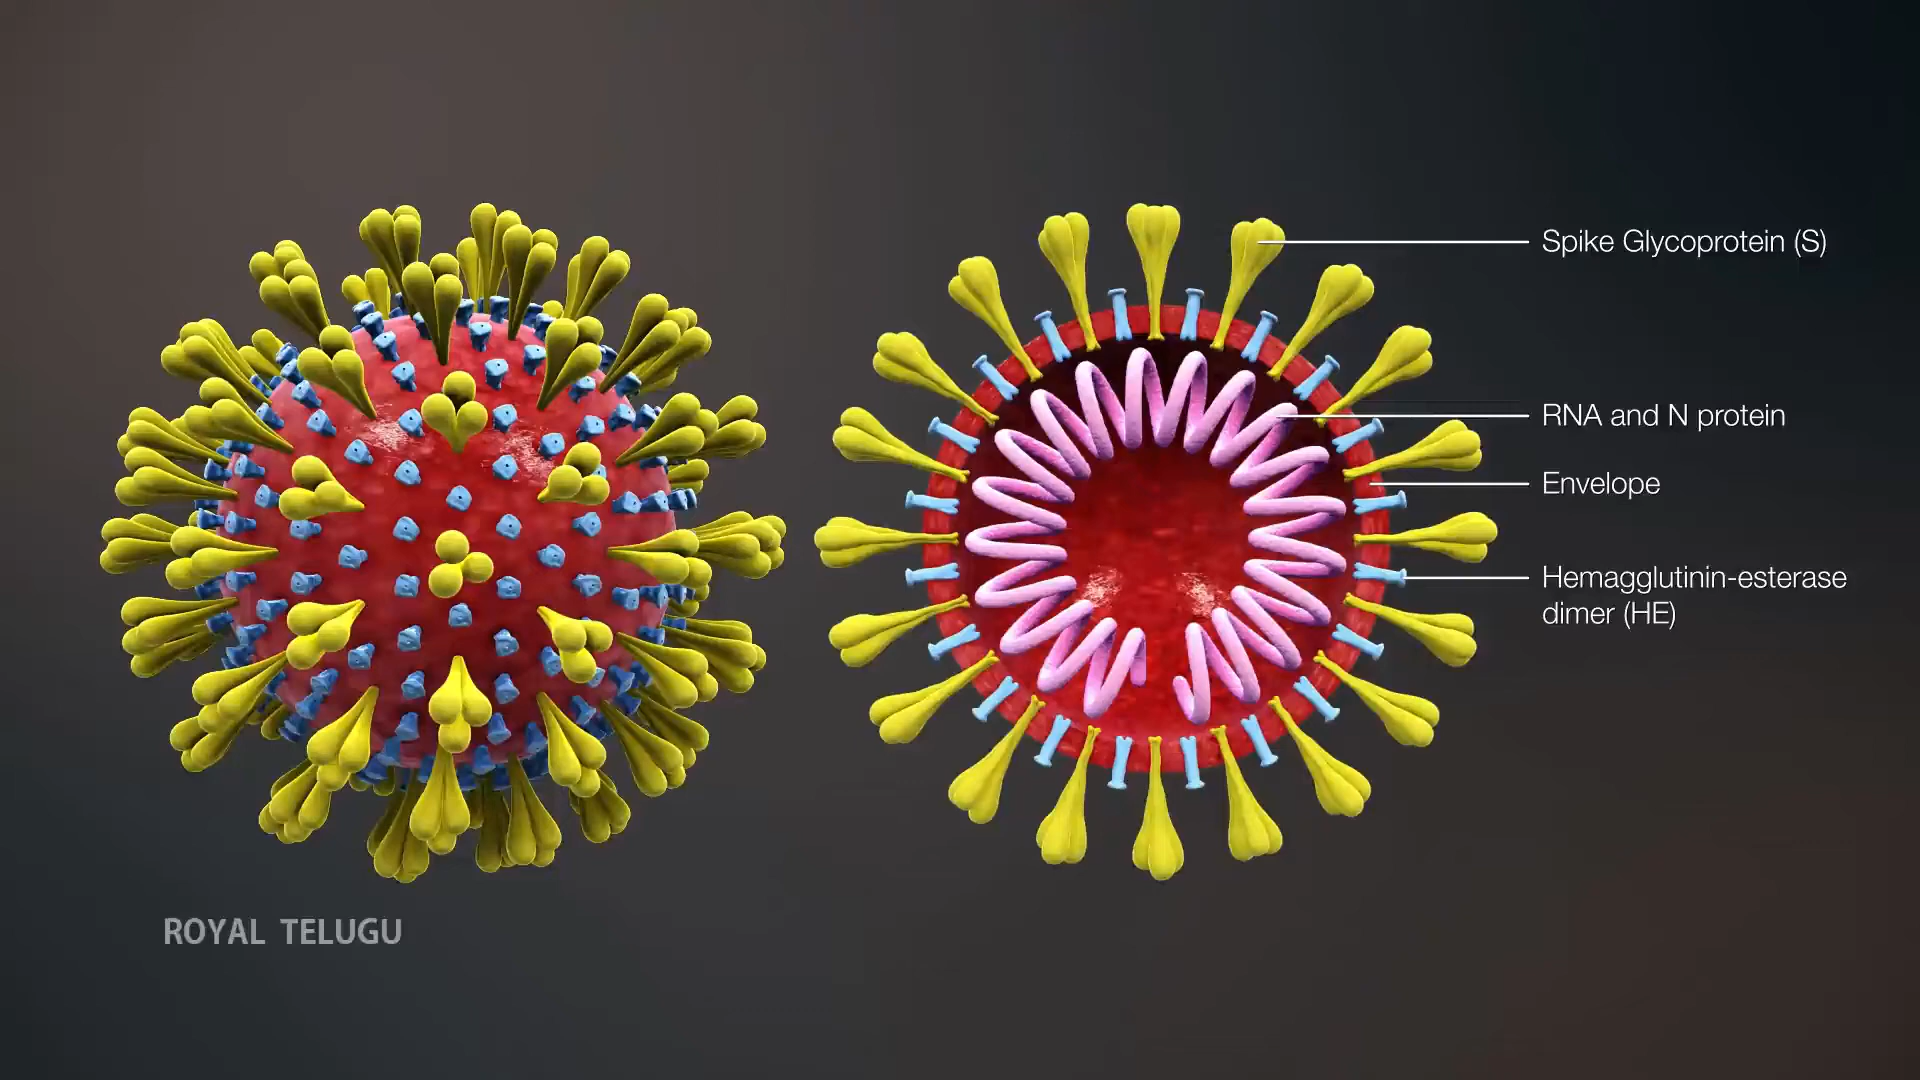 Spike Glycoprotein (S)
RNA and N protein
Envelope
Hemagglutinin-esterase
dimer (HE)
ROYAL TELUGU